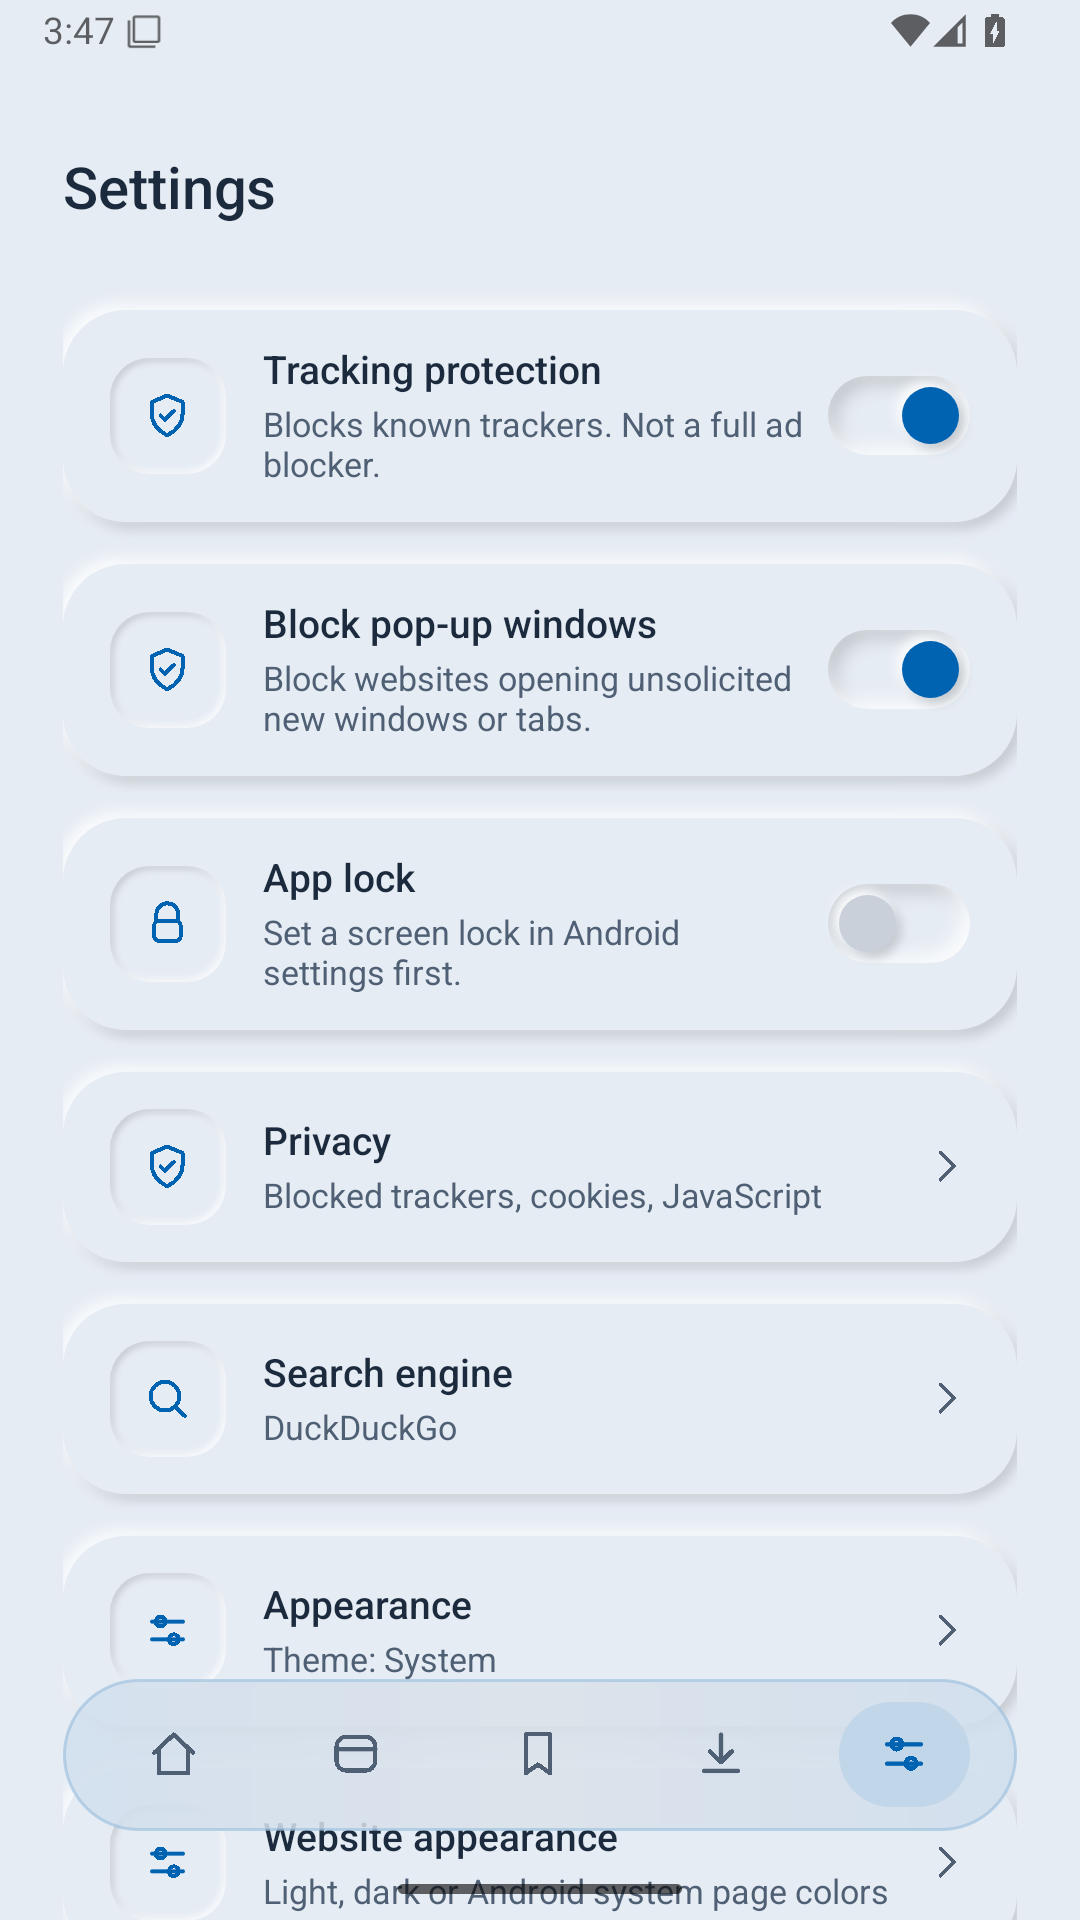 3:47
Settings
Tracking protection
Blocks known trackers. Not a full ad
blocker.
Block pop-up windows
Block websites opening unsolicited
new windows or tabs.
App lock
Set a screen lock in Android
settings first.
Privacy
Blocked trackers, cookies, JavaScript
Search engine
DuckDuckGo
Appearance
Theme: System
Website appearance
Light, dark or Android system page colors